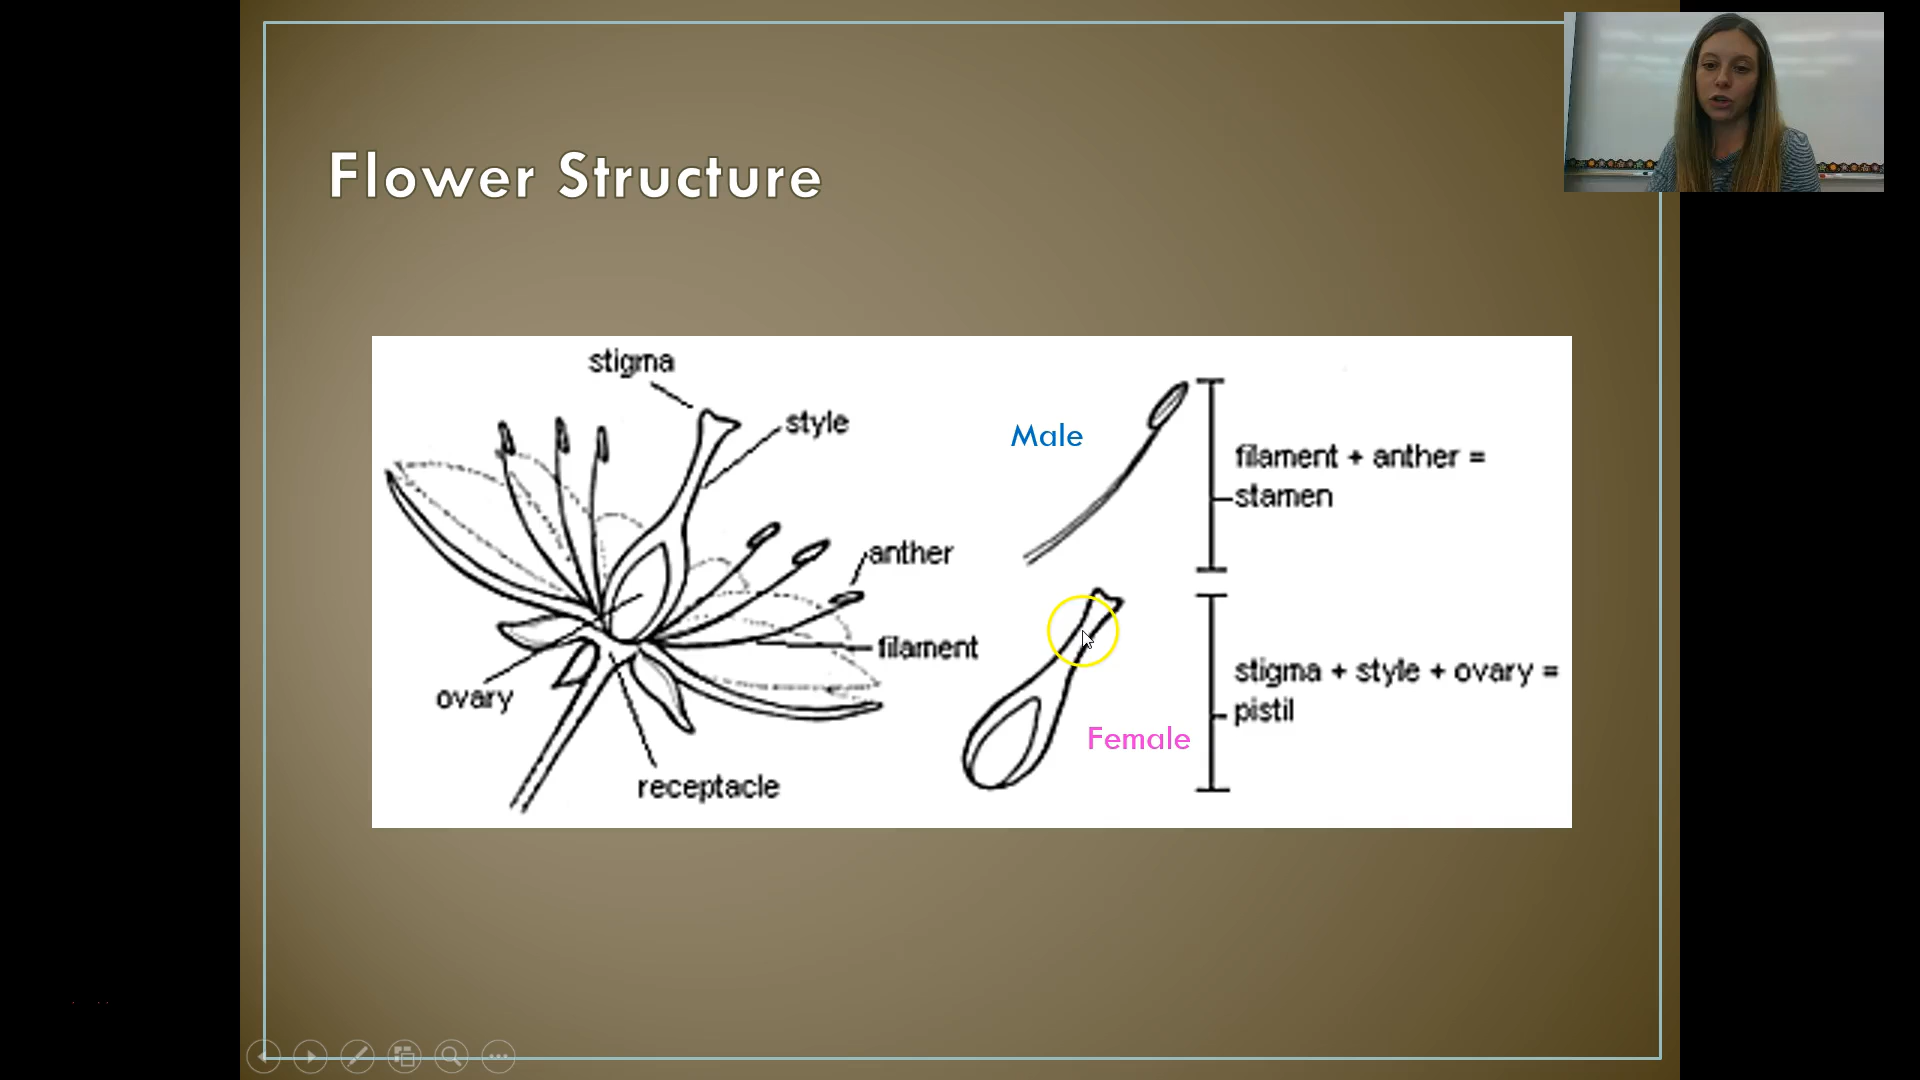 Flower Structure
stigma
style
anther
filament
ovary
receptacle
Male
filament + anther =
stamen
stigma + style + ovary =
pistil
Female